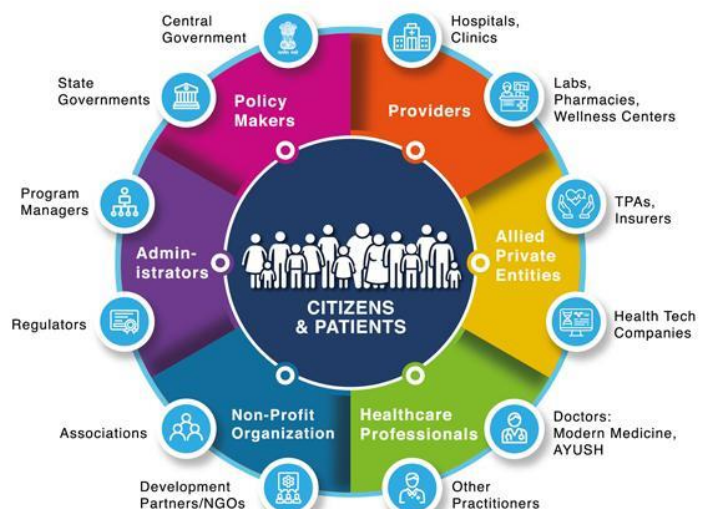 Central
Government
Hospitals,
Clinics
State
Governments
Policy
Makers
Providers
Labs,
Pharmacies,
Wellness Centers
Program
Managers
Admin-
istrators
Allied
Private
Entities
TPAs,
Insurers
CITIZENS
& PATIENTS
Regulators
Health Tech
Companies
Associations
Non-Profit
Organization
Healthcare
Professionals
Doctors:
Modern Medicine,
AYUSH
Development
Partners/NGOs
Other
Practitioners